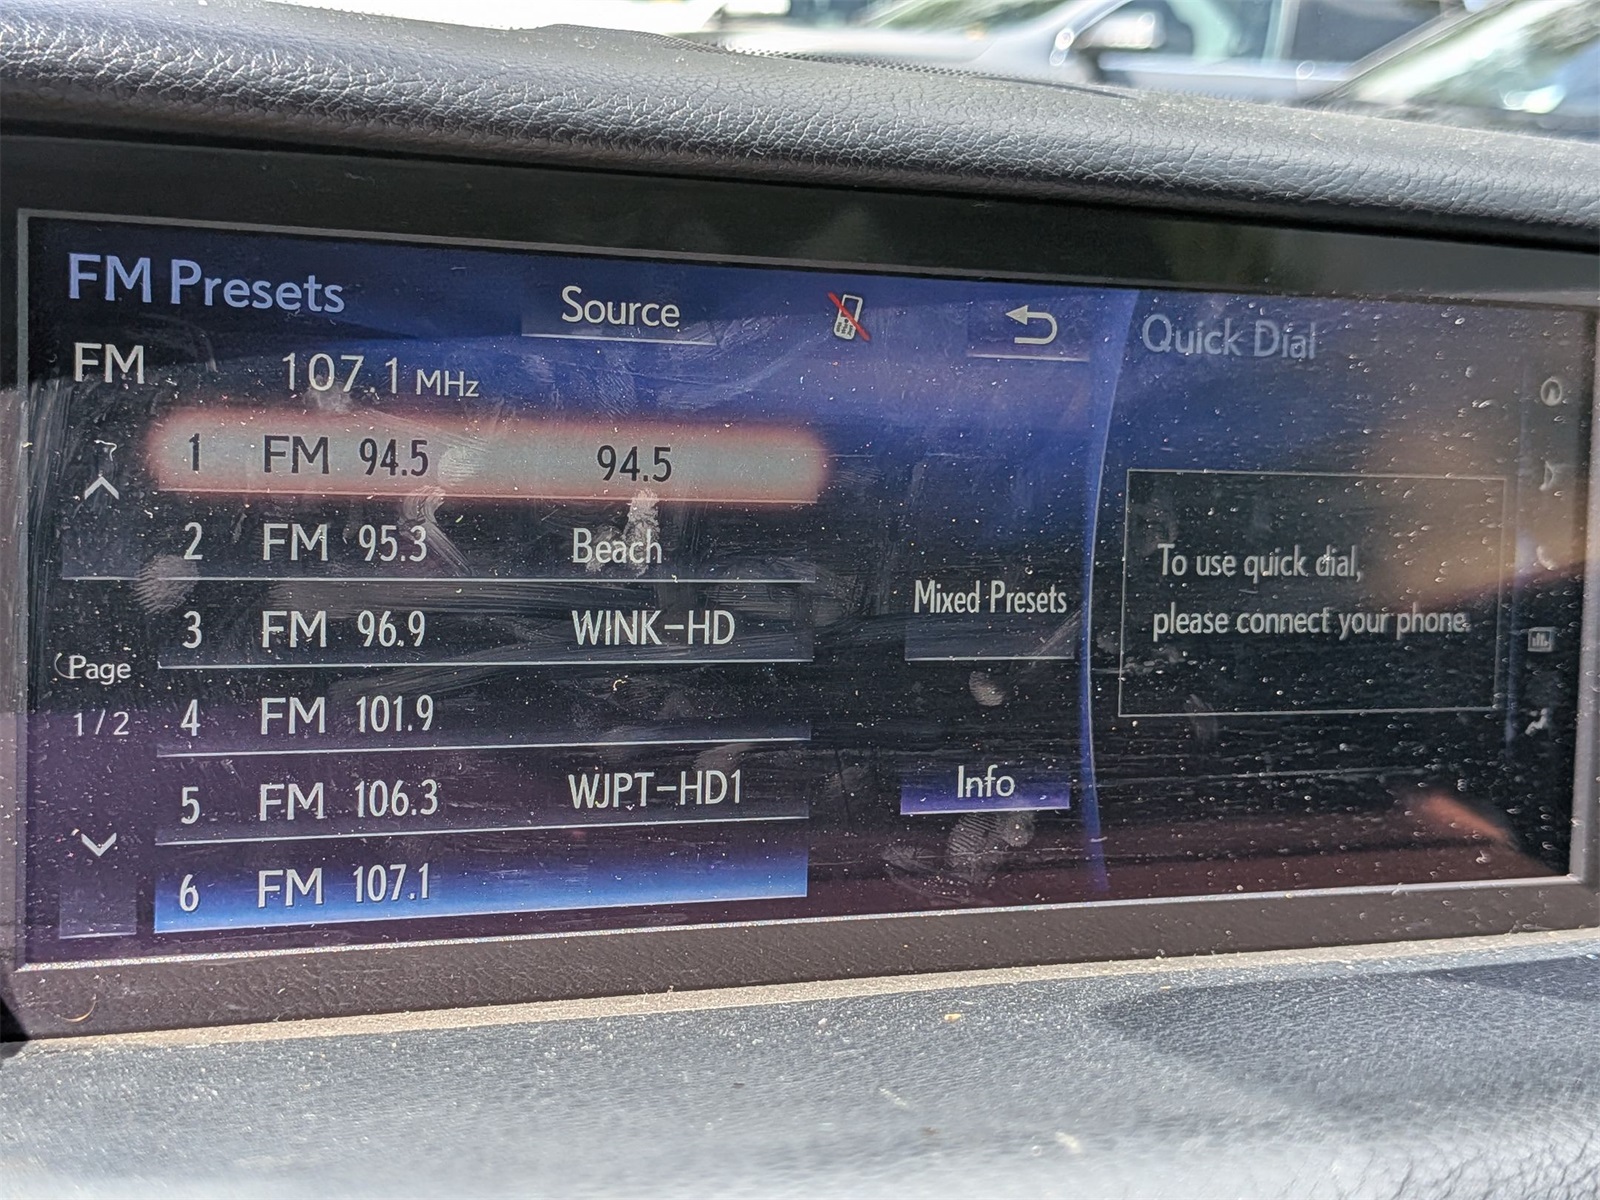 FM Presets
Source
Quick Dial
FM 107.1 MHz
1 FM 94.5 94.5
2 FM 95.3 Beach
3 FM 96.9 WINK-HD
4 FM 101.9
5 FM 106.3 WJPT-HD1
6 FM 107.1
Page
1/2
Mixed Presets
Info
To use quick dial,
please connect your phone.